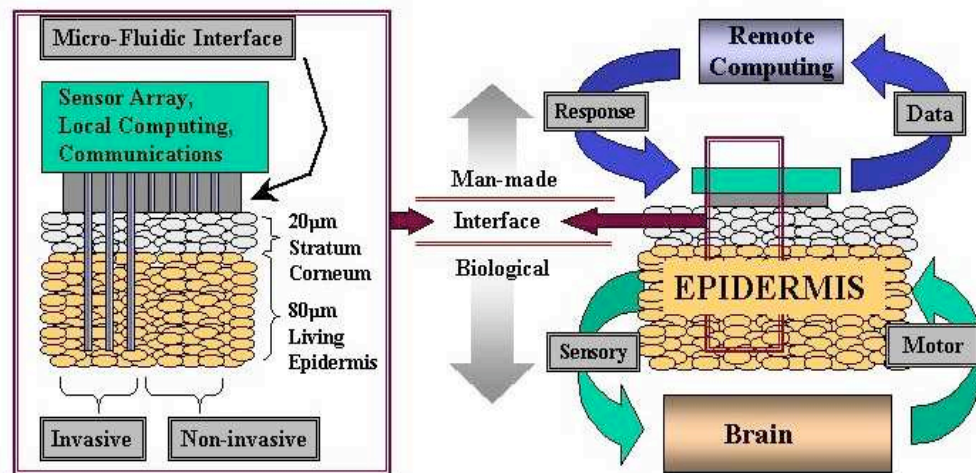 Micro-Fluidic Interface
Sensor Array,
Local Computing,
Communications
20μm
Stratum
Corneum
80μm
Living
Epidermis
Invasive
Non-invasive
Man-made
Interface
Biological
Remote
Computing
Response
Data
EPIDERMIS
Sensory
Motor
Brain